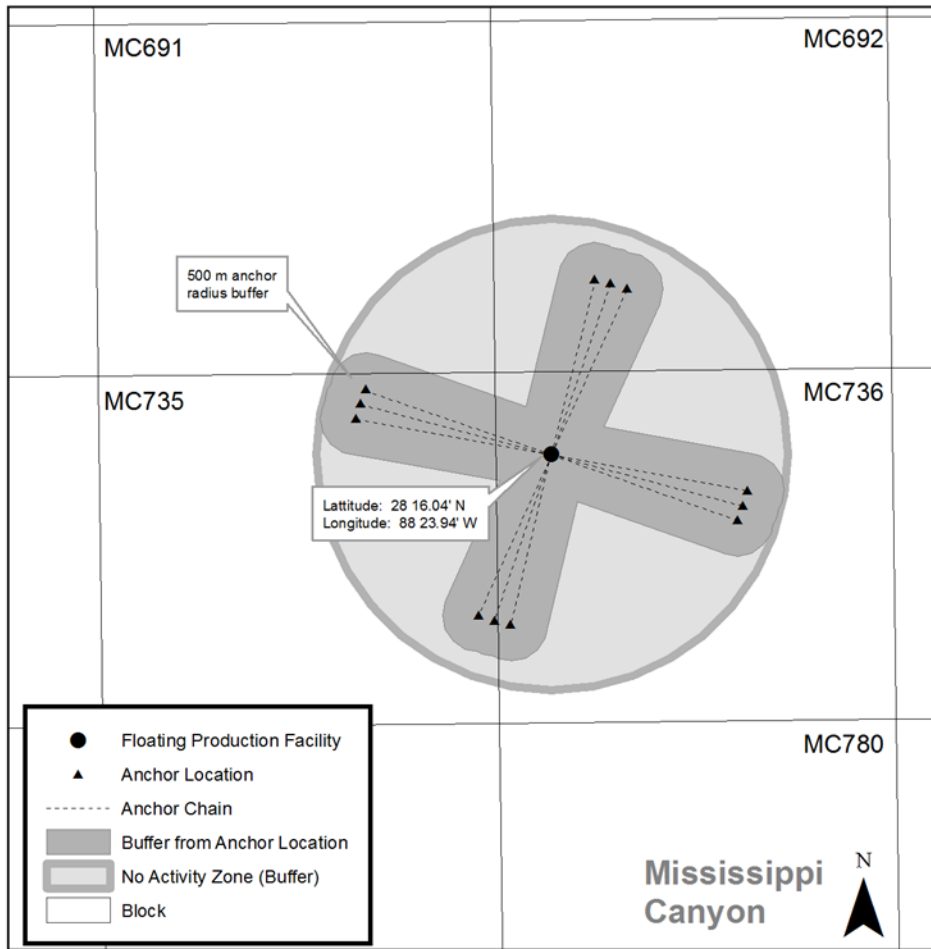 MC691
MC692
500 m anchor
radius buffer
MC735
MC736
Lattitude: 28 16.04' N
Longitude: 88 23.94' W
MC780
Floating Production Facility
Anchor Location
Anchor Chain
Buffer from Anchor Location
No Activity Zone (Buffer)
Block
Mississippi
Canyon
N